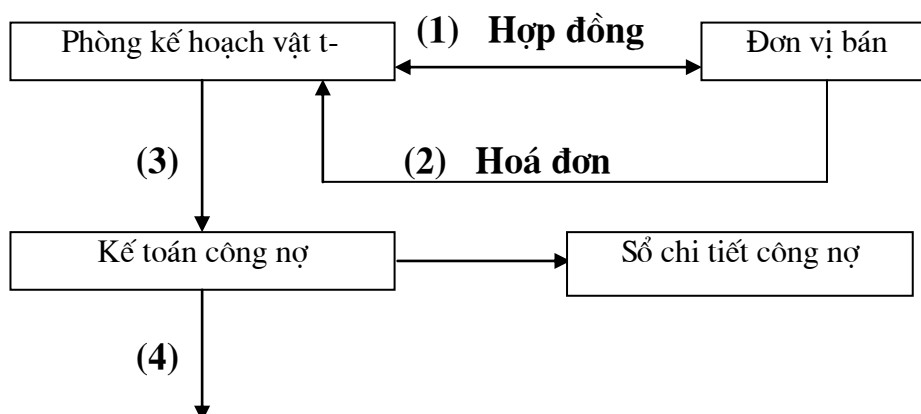 Phòng kế hoạch vật t-
(1) Hợp đồng
Đơn vị bán
(3)
(2) Hoá đơn
Kế toán công nợ
Sổ chi tiết công nợ
(4)